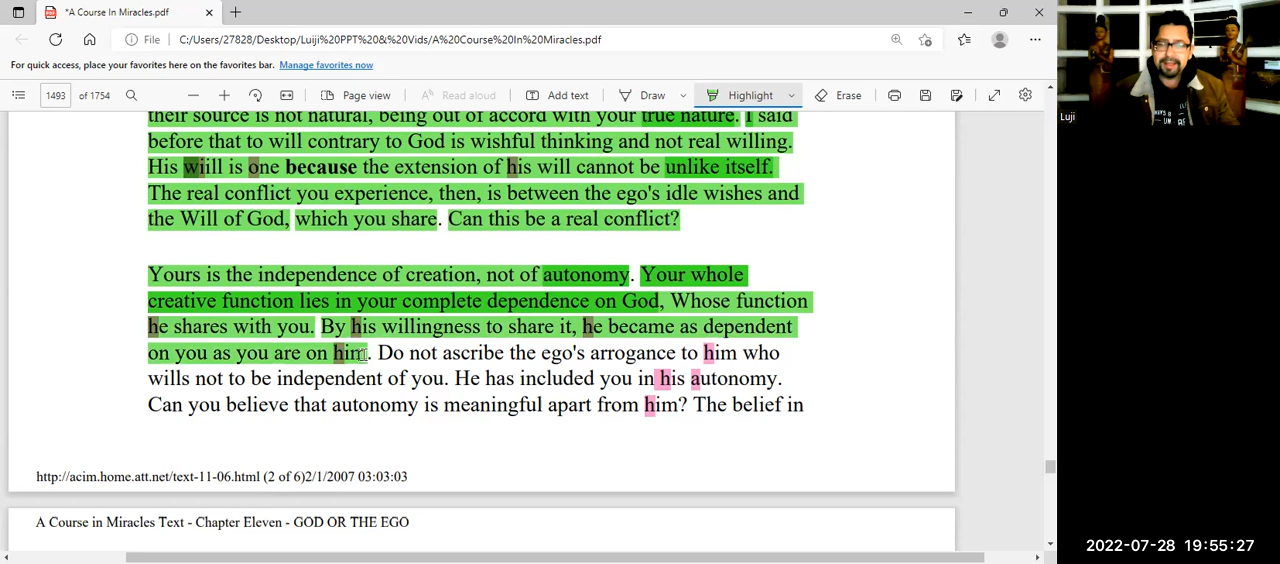 *A Course In Miracles.pdf
File C:/Users/27828/Desktop/Luiji%20PPT%20&%20Vids/A%20Course%20In%20Miracles.pdf
For quick access, place your favorites here on the favorites bar. Manage favorites now
1493 of 1754 Page view Read aloud Add text Draw Highlight Erase
their source is not natural, being out of accord with your true nature. I said
before that to will contrary to God is wishful thinking and not real willing.
His wiill is one because the extension of his will cannot be unlike itself.
The real conflict you experience, then, is between the ego's idle wishes and
the Will of God, which you share. Can this be a real conflict?
Yours is the independence of creation, not of autonomy. Your whole
creative function lies in your complete dependence on God, Whose function
he shares with you. By his willingness to share it, he became as dependent
on you as you are on him. Do not ascribe the ego's arrogance to him who
wills not to be independent of you. He has included you in his autonomy.
Can you believe that autonomy is meaningful apart from him? The belief in
http://acim.home.att.net/text-11-06.html (2 of 6)2/1/2007 03:03:03
A Course in Miracles Text - Chapter Eleven - GOD OR THE EGO
Luji
2022-07-28 19:55:27